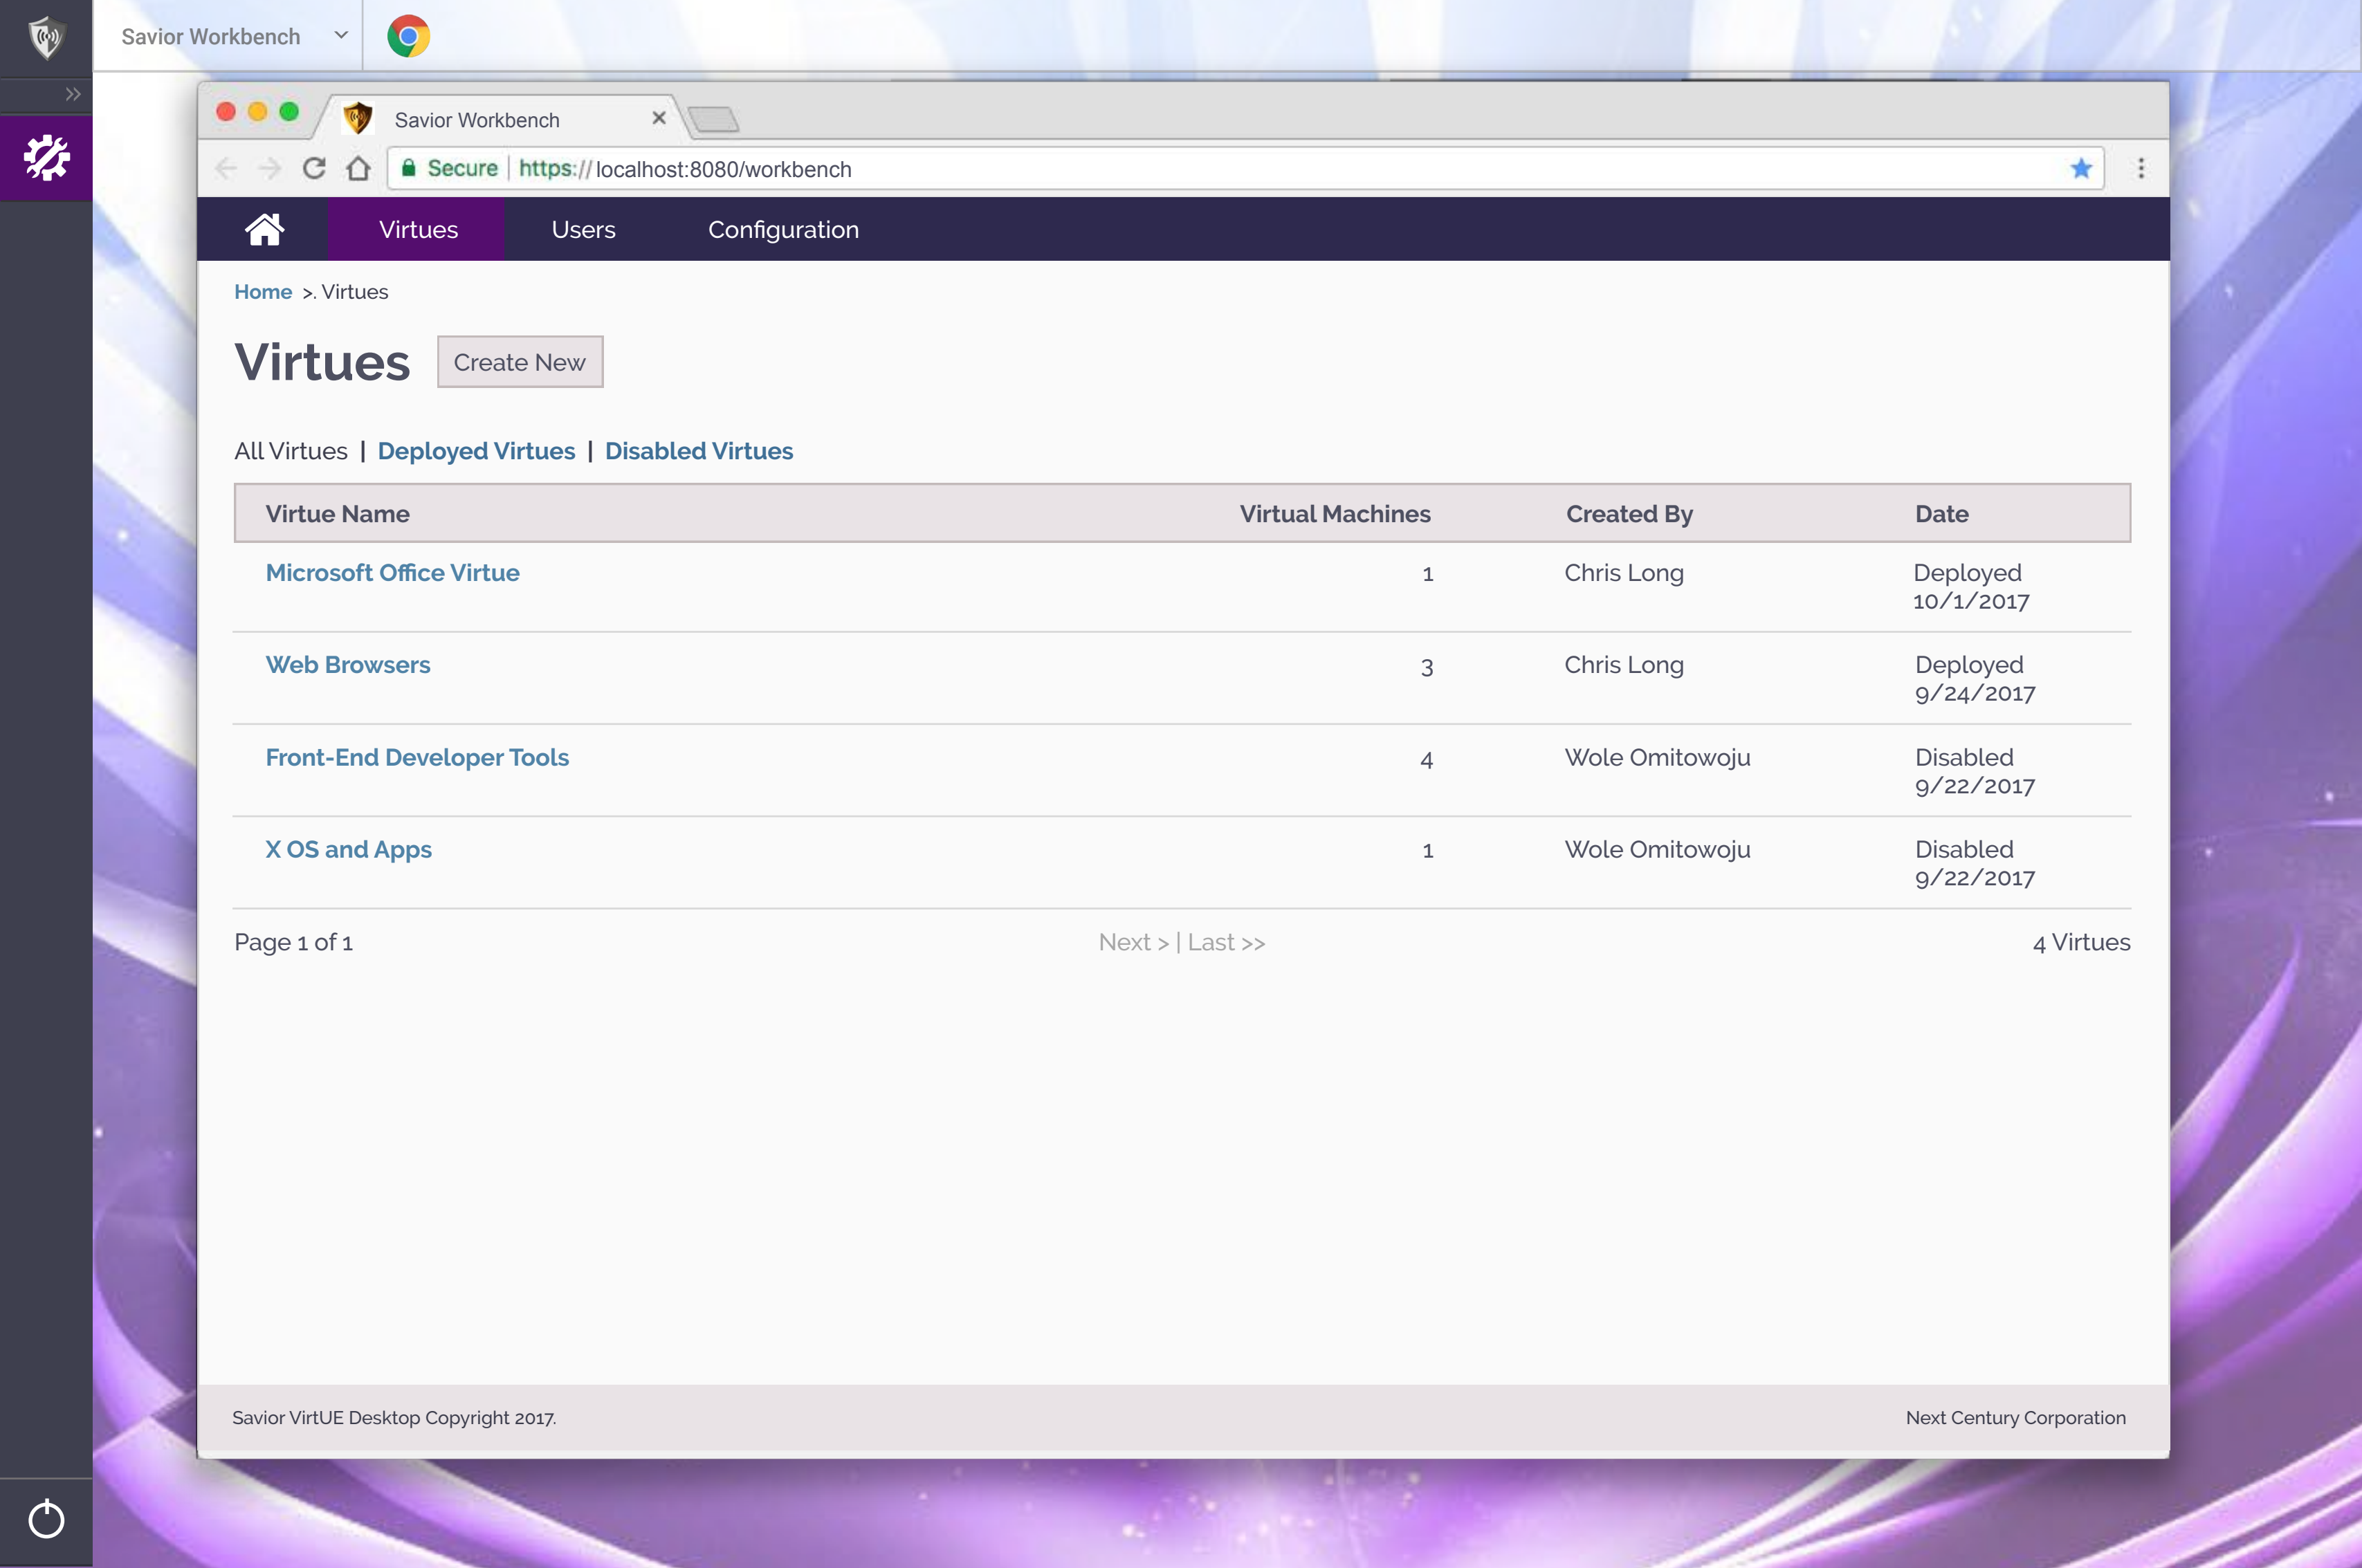 Savior Workbench
Savior Workbench
Secure | https://localhost:8080/workbench
Virtues Users Configuration
Home >. Virtues
Virtues Create New
All Virtues | Deployed Virtues | Disabled Virtues
Virtue Name Virtual Machines Created By Date
Microsoft Office Virtue 1 Chris Long Deployed
10/1/2017
Web Browsers 3 Chris Long Deployed
9/24/2017
Front-End Developer Tools 4 Wole Omitowoju Disabled
9/22/2017
X OS and Apps 1 Wole Omitowoju Disabled
9/22/2017
Page 1 of 1 Next > | Last >> 4 Virtues
Savior VirtUE Desktop Copyright 2017. Next Century Corporation